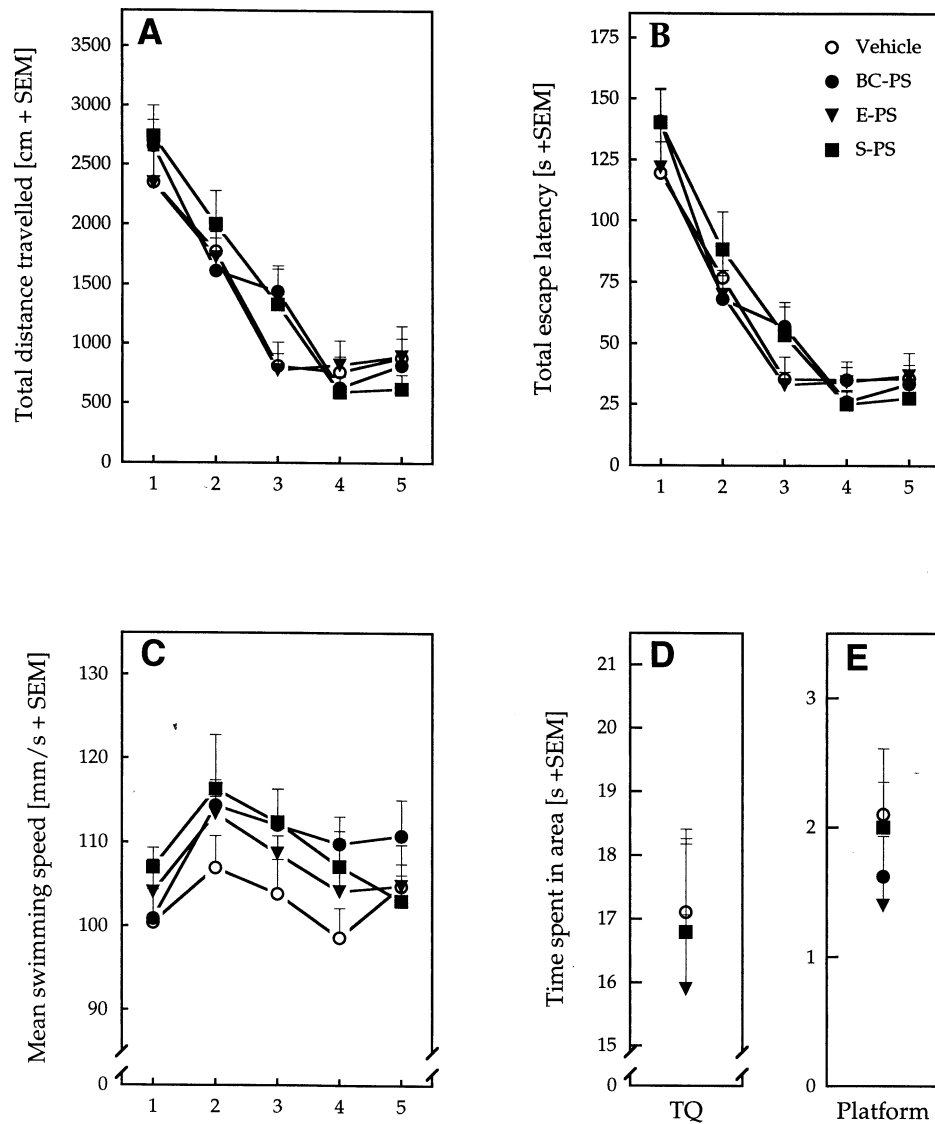 A
Total distance travelled [cm + SEM]
3500
3000
2500
2000
1500
1000
500
0
1 2 3 4 5
B
Total escape latency [s +SEM]
175
150
125
100
75
50
25
0
1 2 3 4 5
Vehicle
BC-PS
E-PS
S-PS
C
Mean swimming speed [mm/s + SEM]
130
120
110
100
90
0
1 2 3 4 5
D
Time spent in area [s +SEM]
21
20
19
18
17
16
15
0
TQ
E
3
2
1
0
Platform